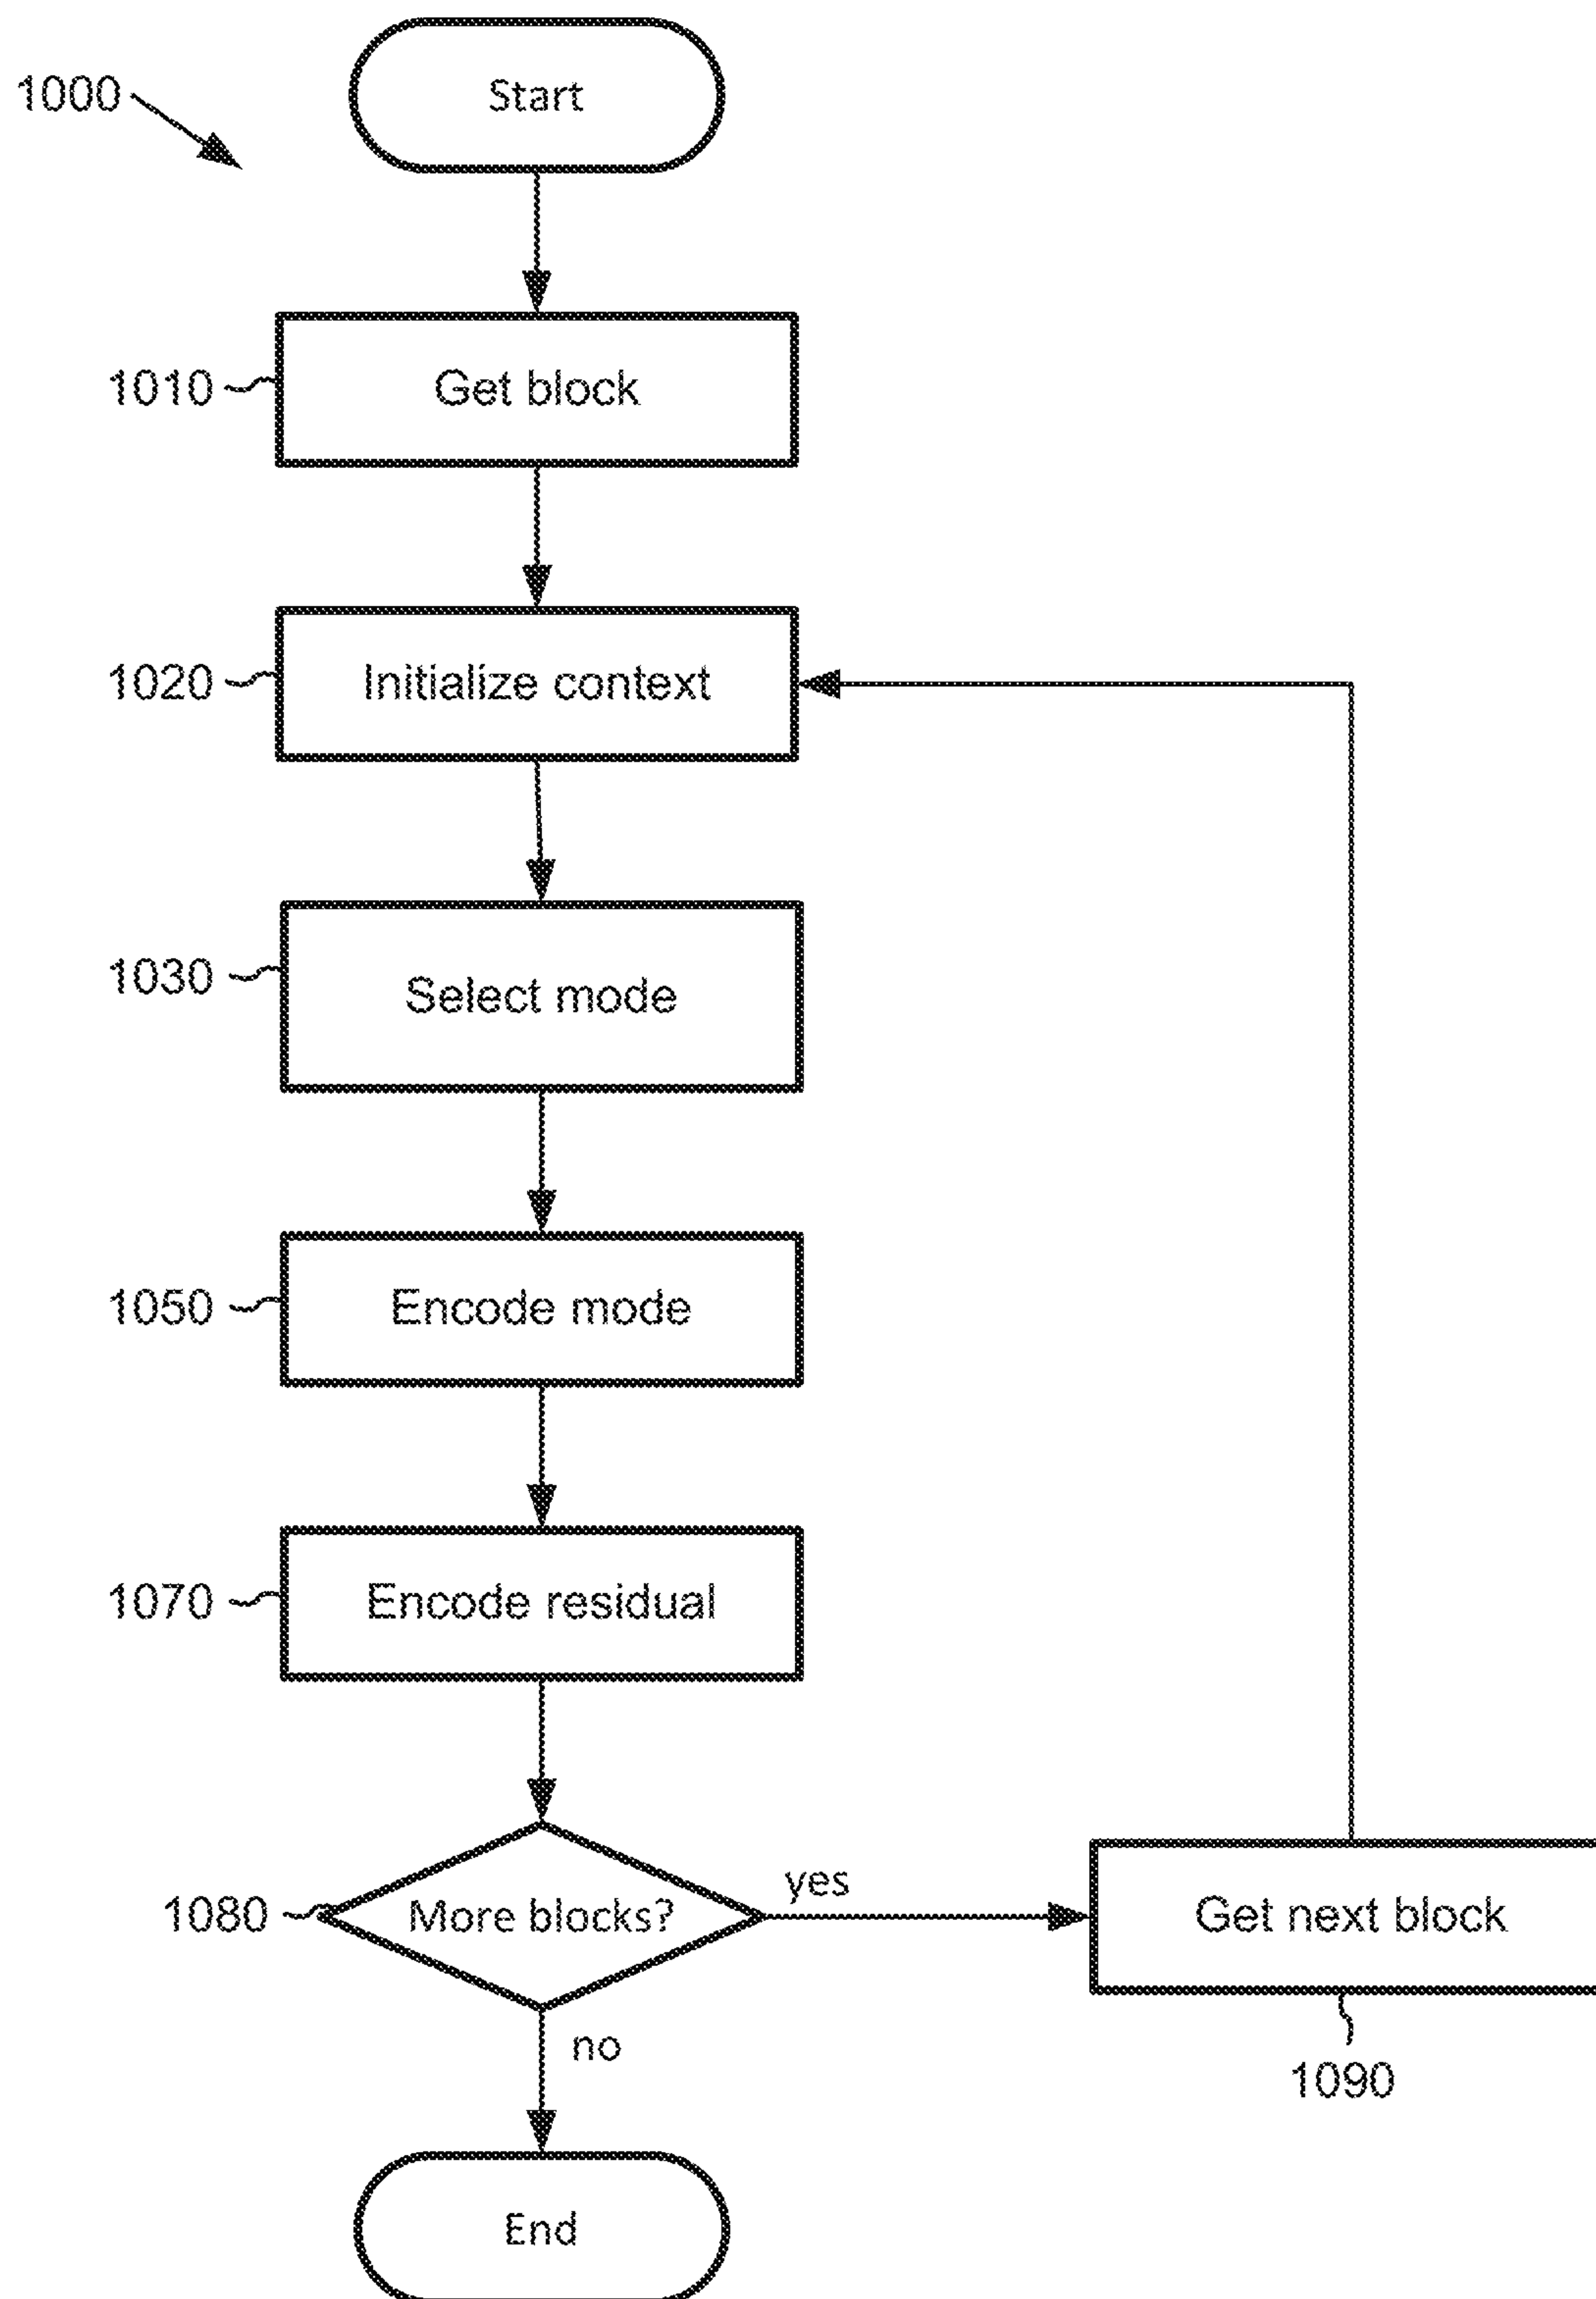 Start
1000
1010
Get block
1020
Initialize context
1030
Select mode
1050
Encode mode
1070
Encode residual
1080
More blocks?
yes
Get next block
no
1090
End